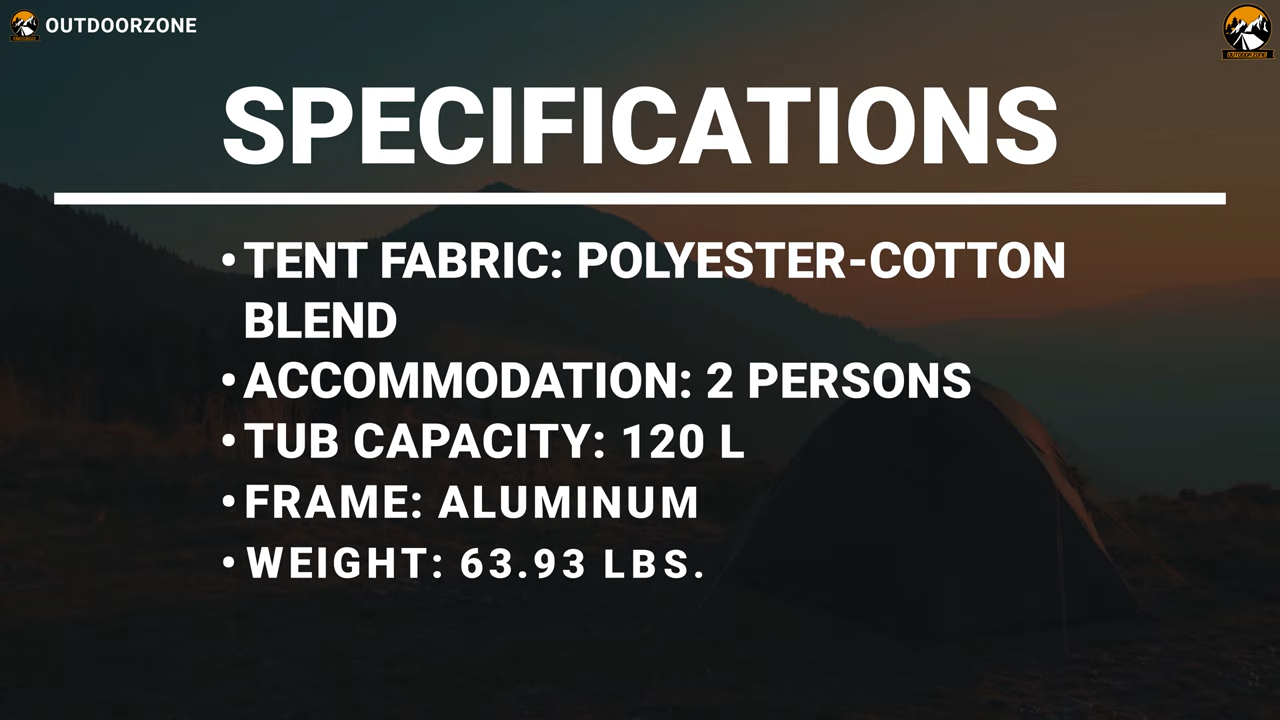 OUTDOORZONE
SPECIFICATIONS
• TENT FABRIC: POLYESTER-COTTON
BLEND
• ACCOMMODATION: 2 PERSONS
• TUB CAPACITY: 120 L
• FRAME: ALUMINUM
• WEIGHT: 63.93 LBS.